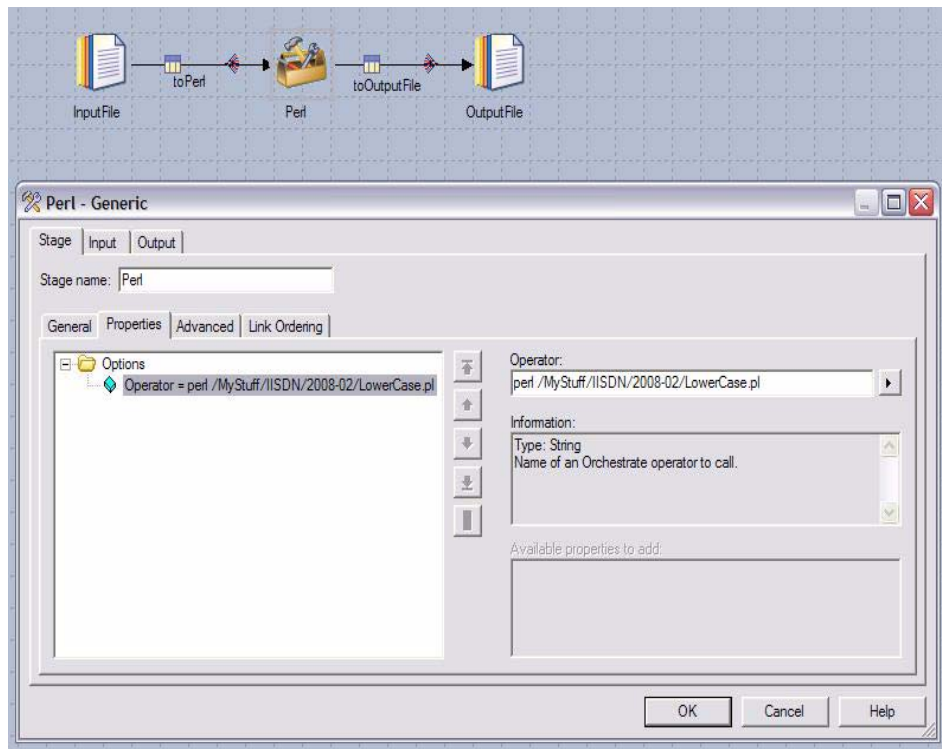 toPerl
toOutputFile
InputFile
Perl
OutputFile
Perl - Generic
Stage
Input
Output
Stage name:
Perl
General
Properties
Advanced
Link Ordering
Options
Operator = perl /MyStuff/IISDN/2008-02/LowerCase.pl
Operator:
perl /MyStuff/IISDN/2008-02/LowerCase.pl
Information:
Type: String
Name of an Orchestrate operator to call.
Available properties to add:
OK
Cancel
Help